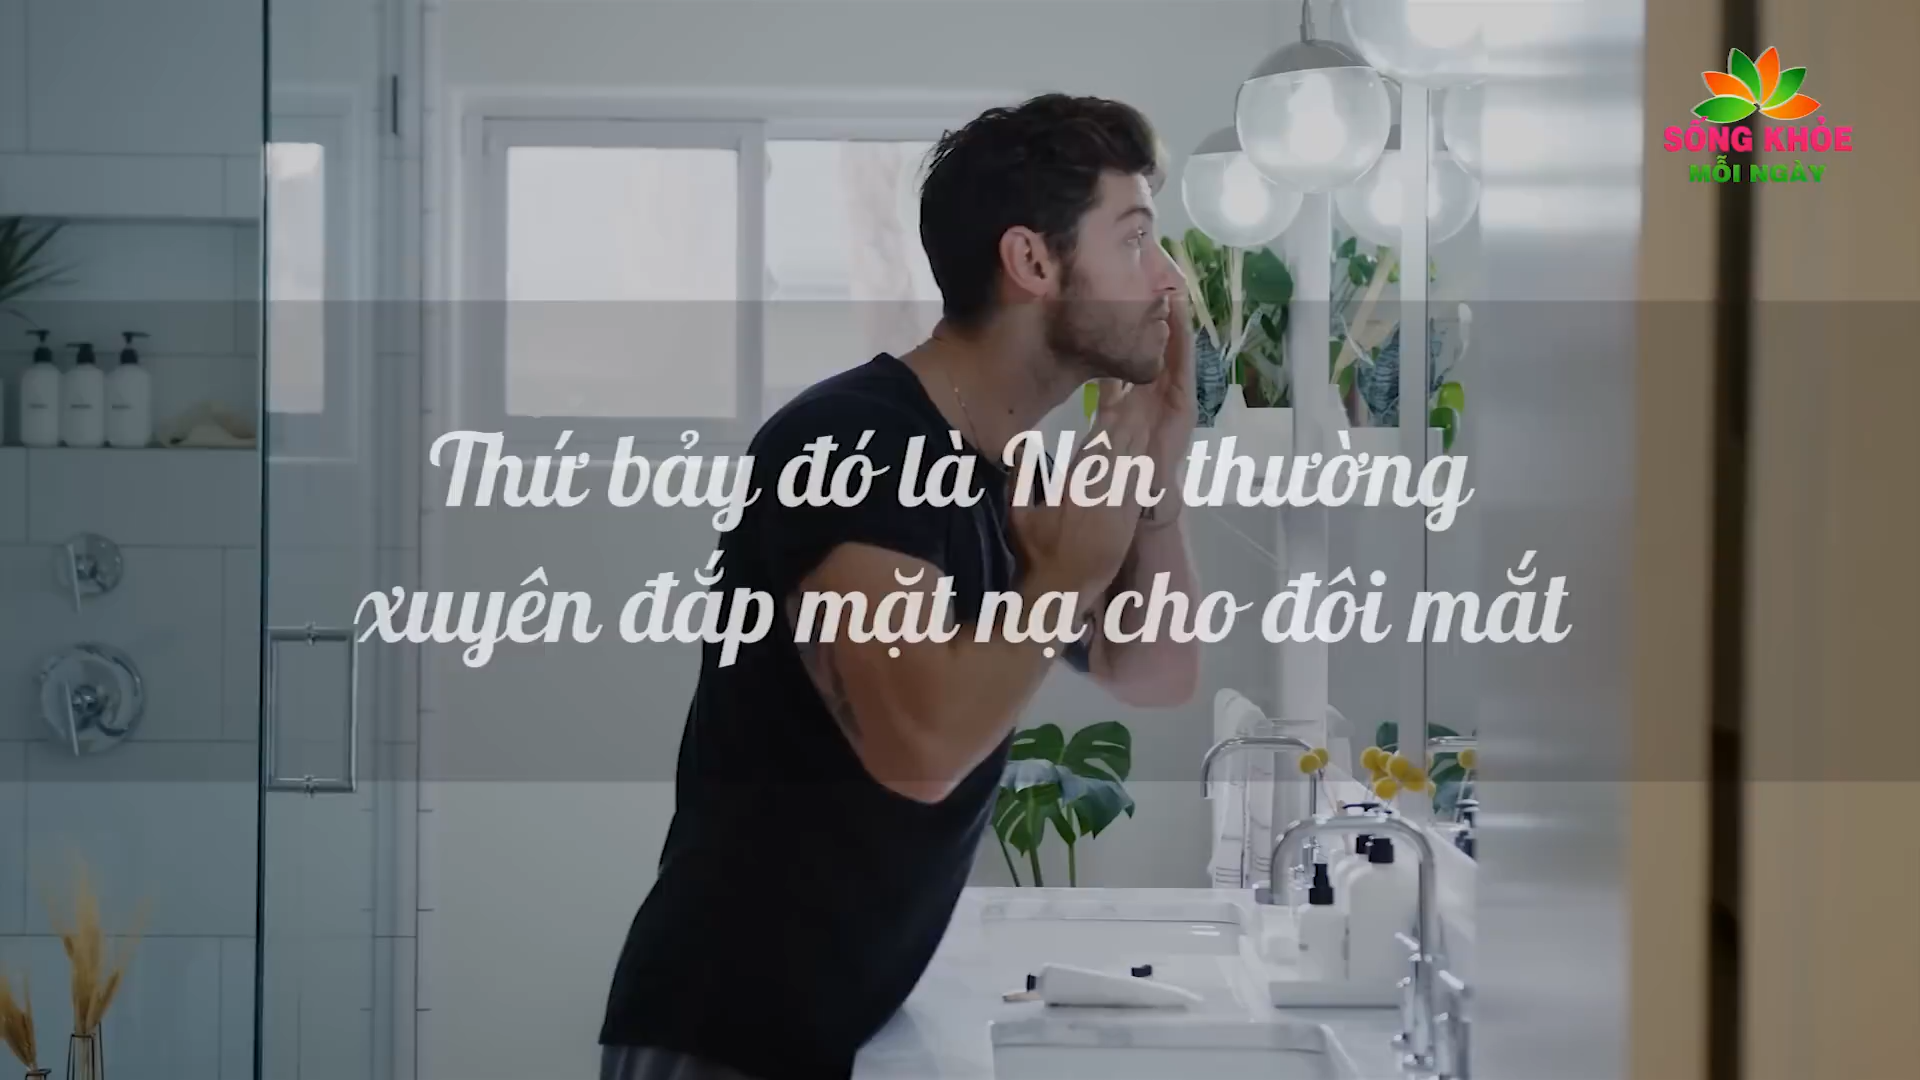 SỐNG KHỎE
MỖI NGÀY
Thứ bảy đó là Nên thường
xuyên đắp mặt nạ cho đôi mắt